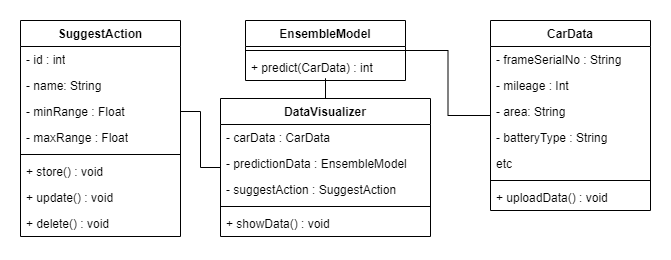 SuggestAction
- id : int
- name: String
- minRange : Float
- maxRange : Float
+ store() : void
+ update() : void
+ delete() : void
EnsembleModel
+ predict(CarData) : int
DataVisualizer
- carData : CarData
- predictionData : EnsembleModel
- suggestAction : SuggestAction
+ showData() : void
CarData
- frameSerialNo : String
- mileage : Int
- area: String
- batteryType : String
etc
+ uploadData() : void